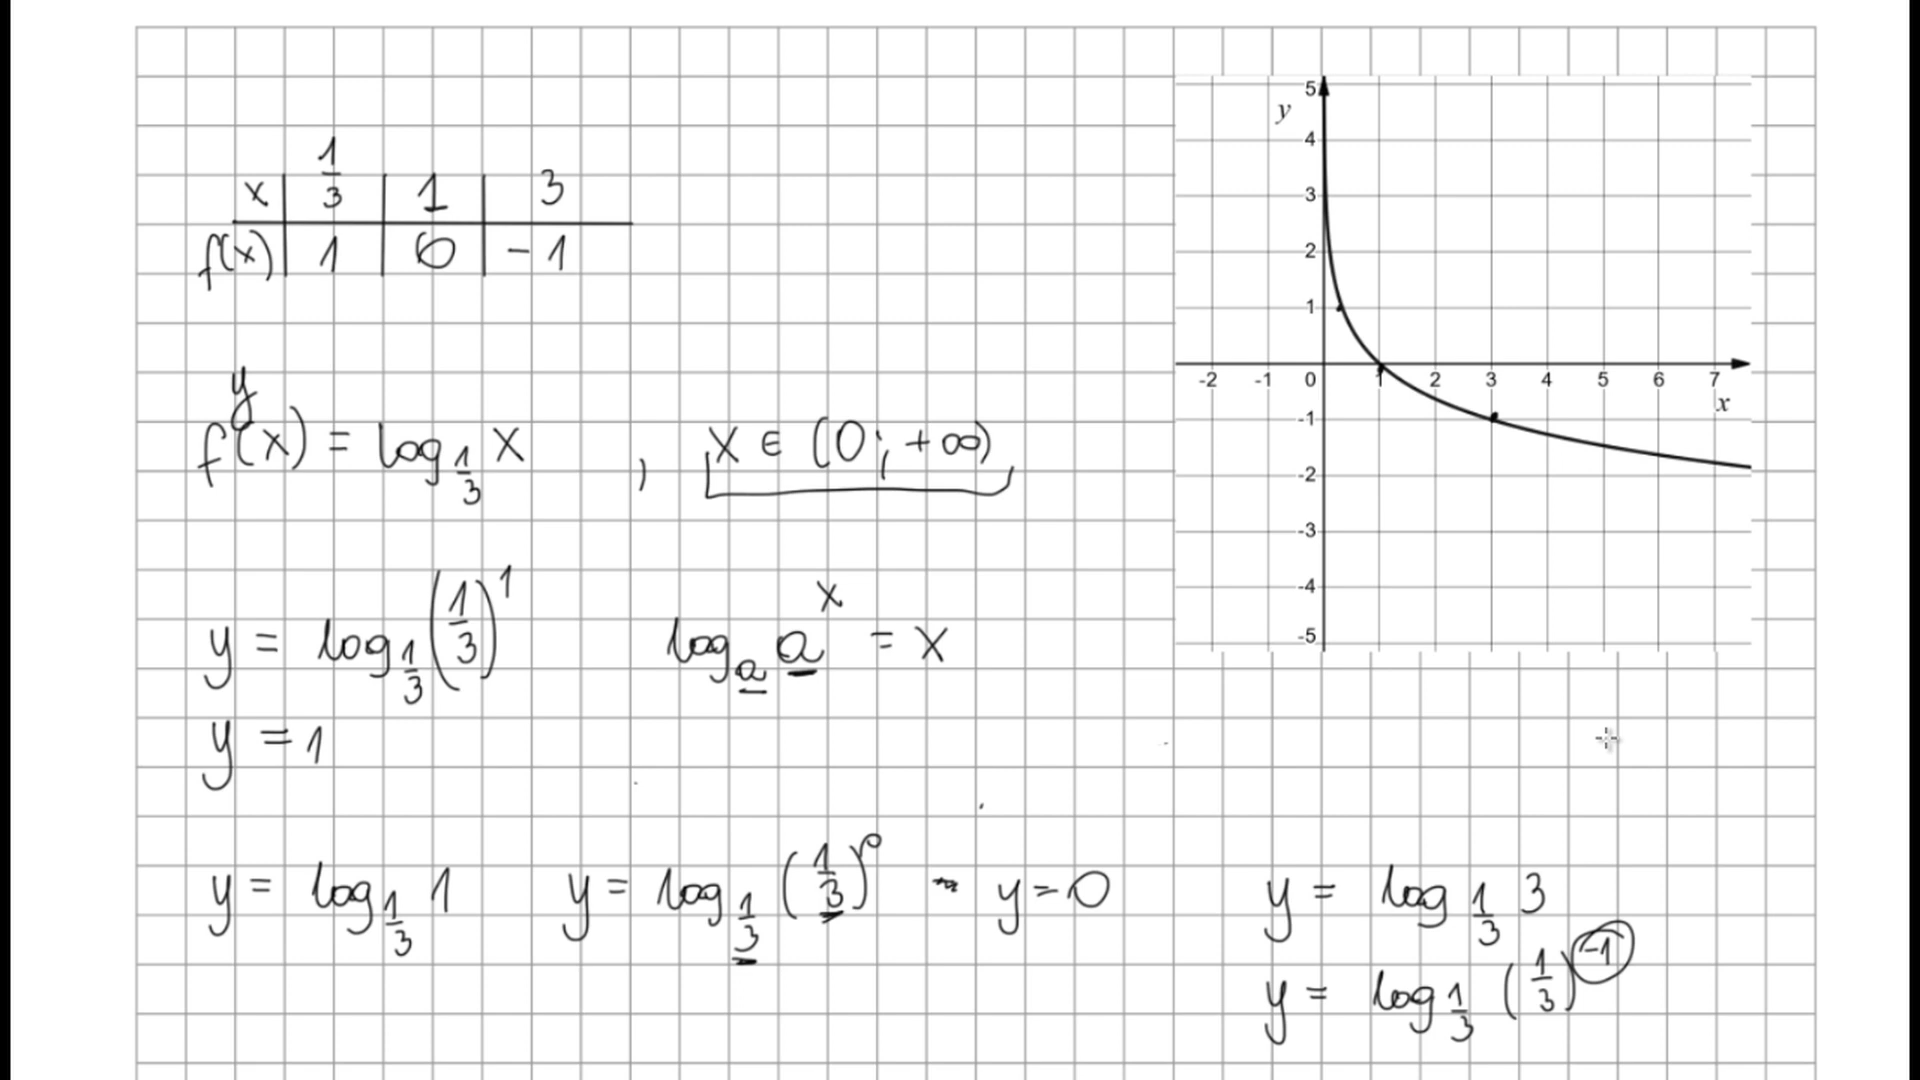 x | 1/3 | 1 | 3
f(x) | 1 | 0 | -1
y
f(x) = log_{1/3} x , x ∈ (0; +∞)
y = log_{1/3} (1/3)^1 log_a a^x = x
y = 1
y = log_{1/3} 1 y = log_{1/3} (1/3)^0 ~ y = 0 y = log_{1/3} 3
y = log_{1/3} (1/3)^{-1}
y
5
4
3
2
1
-2 -1 0 1 2 3 4 5 6 7
x
-1
-2
-3
-4
-5